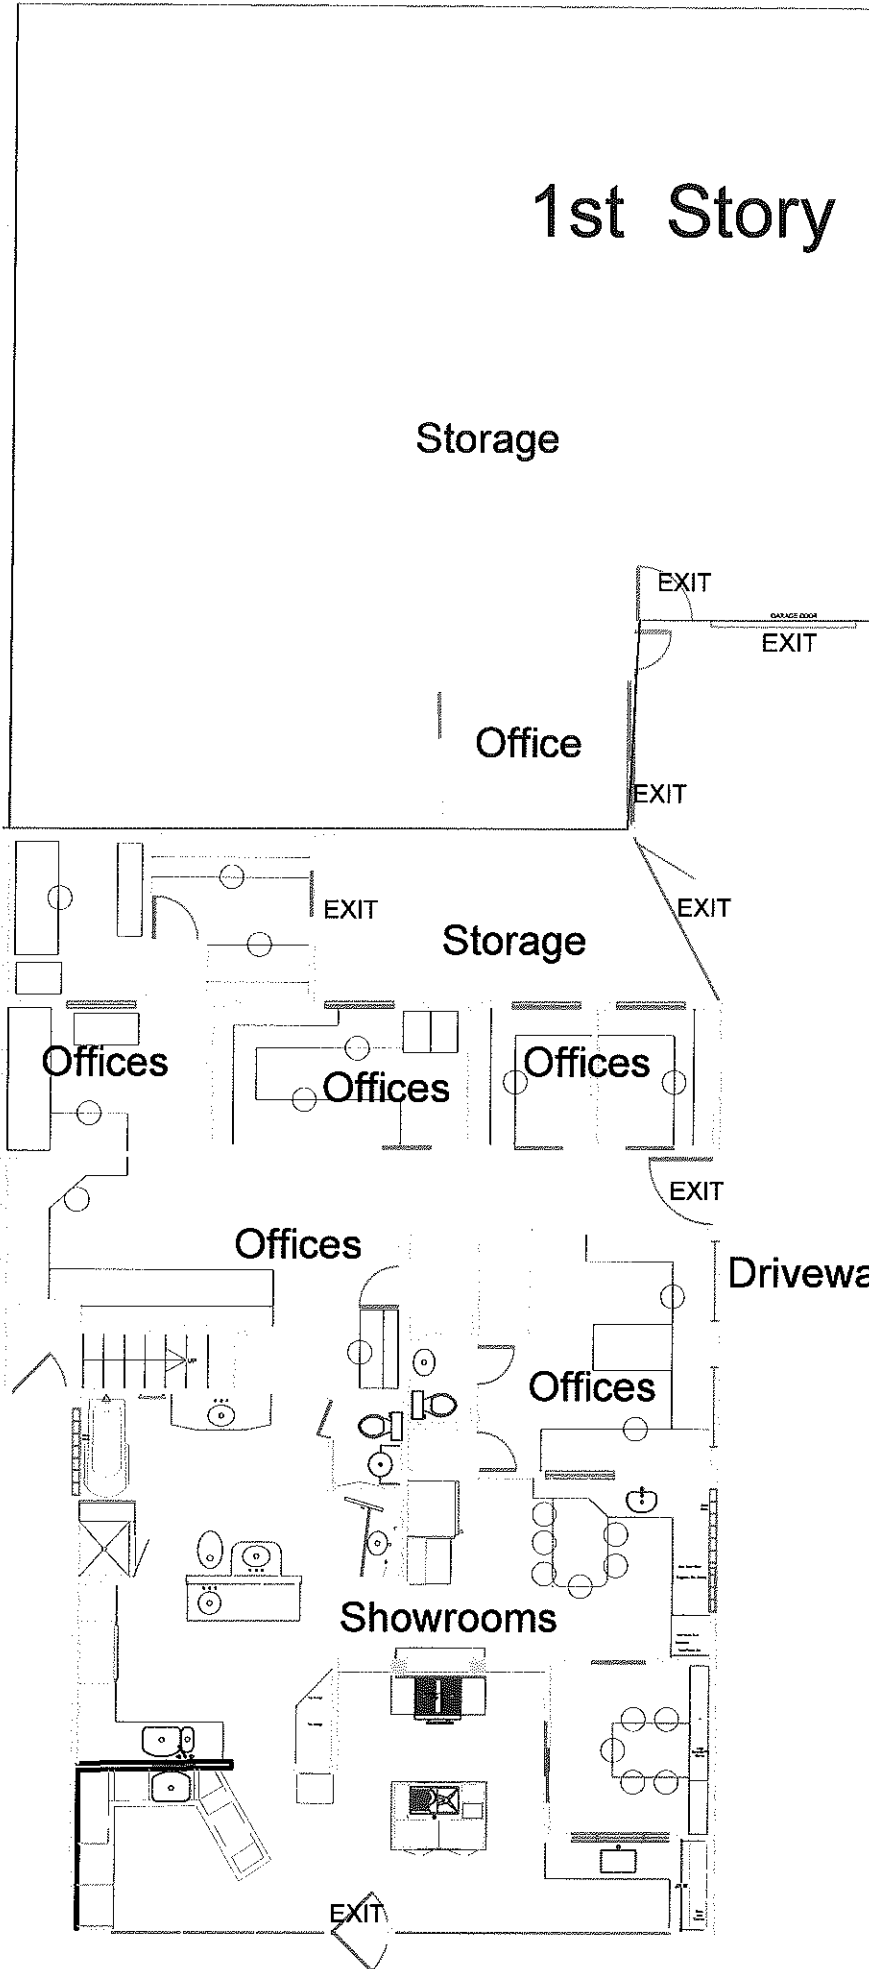 1st Story
Storage
EXIT
GARAGE DOOR
EXIT
Office
EXIT
EXIT
EXIT
Storage
Offices
Offices
Offices
EXIT
Offices
Drivewa
UP
Offices
Showrooms
EXIT